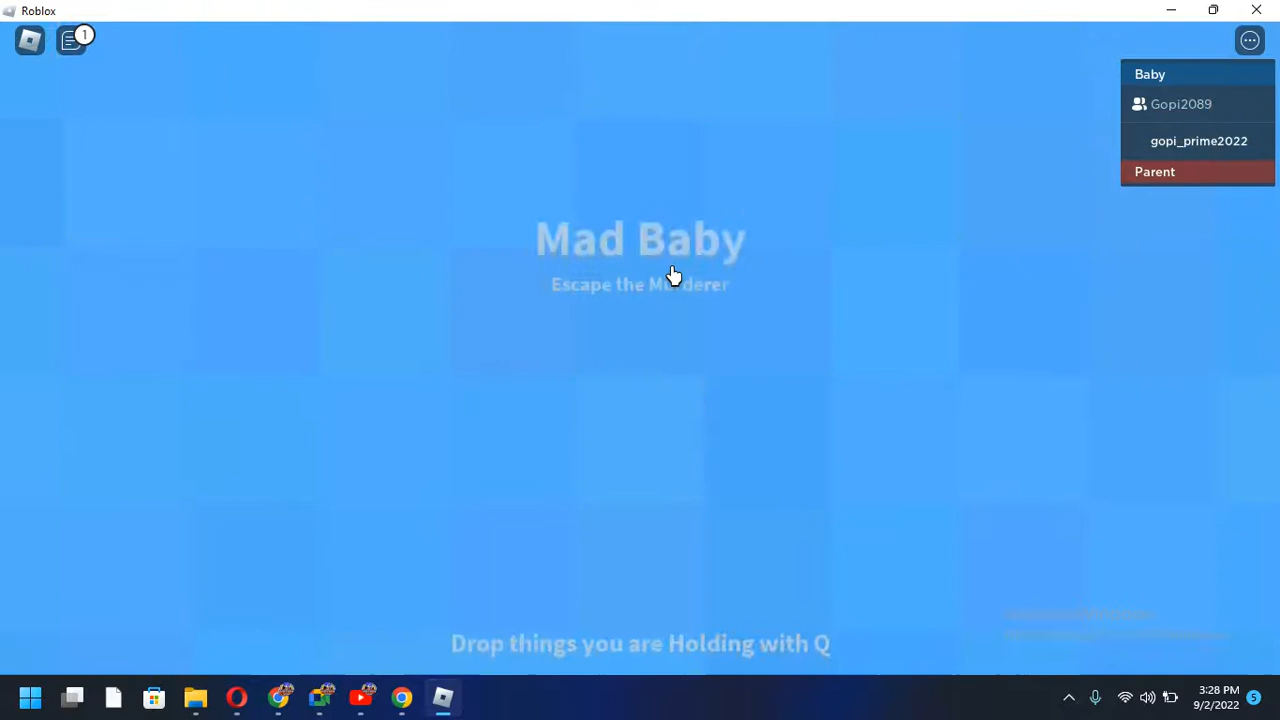 Roblox
1
Baby
Gopi2089
gopi_prime2022
Parent
Mad Baby
Escape the Murderer
Drop things you are Holding with Q
3:28 PM
9/2/2022
5